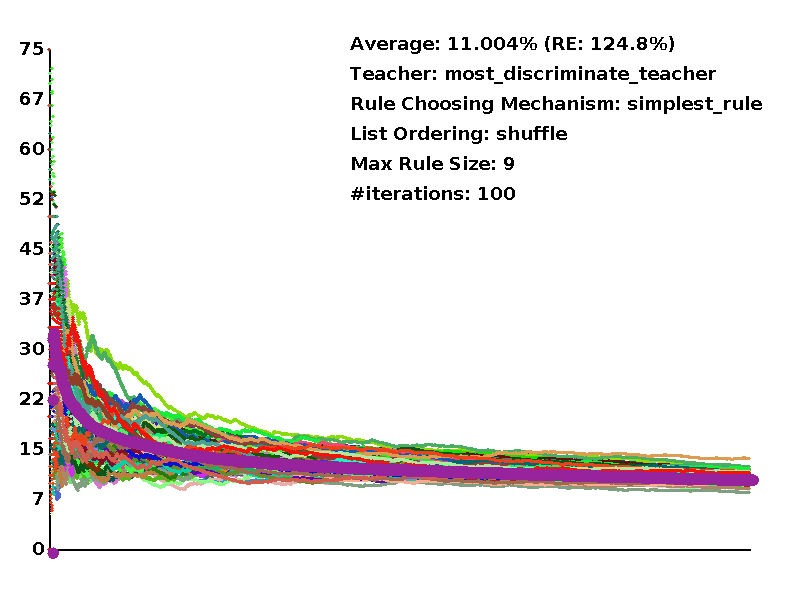 75
67
60
52
45
37
30
22
15
7
0
Average: 11.004% (RE: 124.8%)
Teacher: most_discriminate_teacher
Rule Choosing Mechanism: simplest_rule
List Ordering: shuffle
Max Rule Size: 9
#iterations: 100